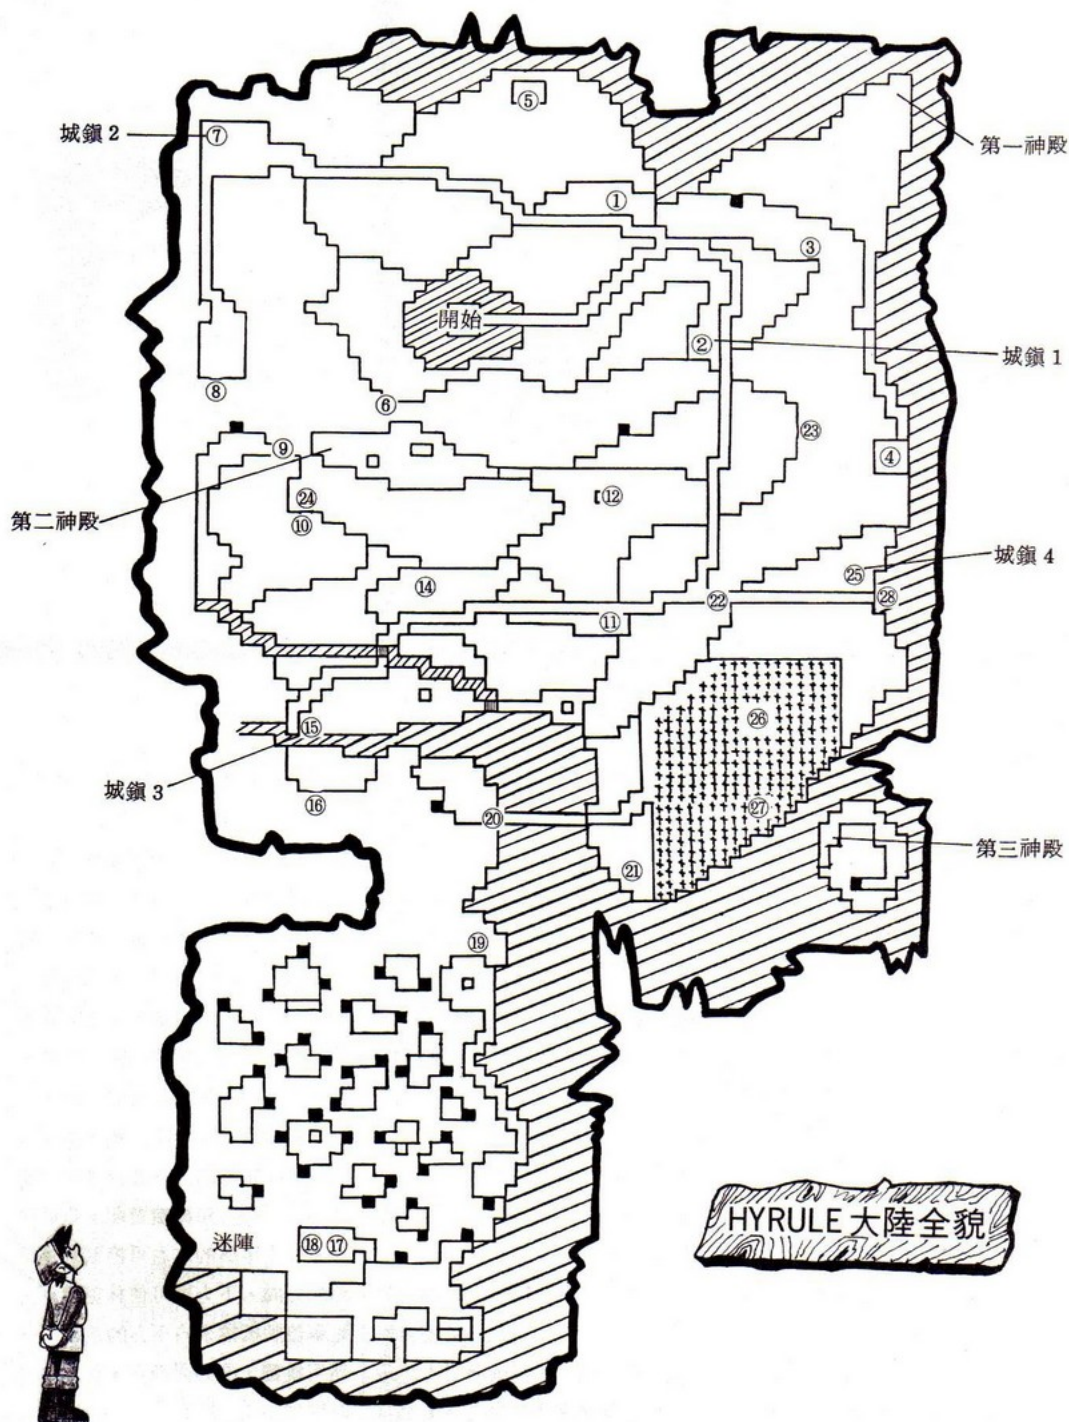 ⑤
城鎮 2
⑦
第一神殿
①
③
開始
②
城鎮 1
⑧
⑥
㉓
⑨
④
㉔
⑫
第二神殿
⑩
城鎮 4
⑭
㉕
㉒
㉘
⑪
⑮
㉖
城鎮 3
⑯
⑳
㉗
第三神殿
㉑
⑲
迷陣
⑱⑰
HYRULE 大陸全貌